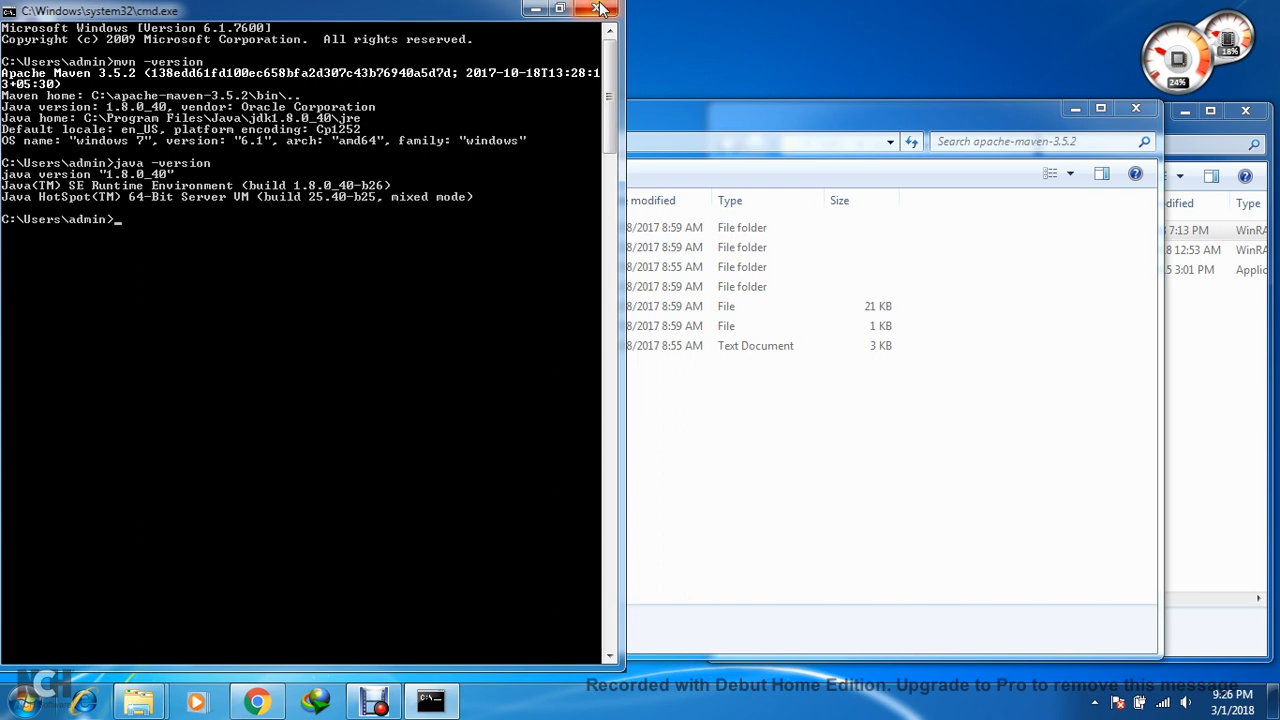 C:\Windows\system32\cmd.exe
Microsoft Windows [Version 6.1.7600]
Copyright (c) 2009 Microsoft Corporation.  All rights reserved.
C:\Users\admin>mvn -version
Apache Maven 3.5.2 (138edd61fd100ec658bfa2d307c43b76940a5d7d; 2017-10-18T13:28:1
3+05:30)
Maven home: C:\apache-maven-3.5.2\bin\..
Java version: 1.8.0_40, vendor: Oracle Corporation
Java home: C:\Program Files\Java\jdk1.8.0_40\jre
Default locale: en_US, platform encoding: Cp1252
OS name: "windows 7", version: "6.1", arch: "amd64", family: "windows"
C:\Users\admin>java -version
java version "1.8.0_40"
Java(TM) SE Runtime Environment (build 1.8.0_40-b26)
Java HotSpot(TM) 64-Bit Server VM (build 25.40-b25, mixed mode)
C:\Users\admin>_
18%
24%
Search apache-maven-3.5.2
modified Type Size
8/2017 8:59 AM File folder
8/2017 8:59 AM File folder
8/2017 8:55 AM File folder
8/2017 8:59 AM File folder
8/2017 8:59 AM File 21 KB
8/2017 8:59 AM File 1 KB
8/2017 8:55 AM Text Document 3 KB
dified Type
7:13 PM WinRA
18 12:53 AM WinRA
15 3:01 PM Applic
NCH Software
Recorded with Debut Home Edition. Upgrade to Pro to remove this message
9:26 PM
3/1/2018